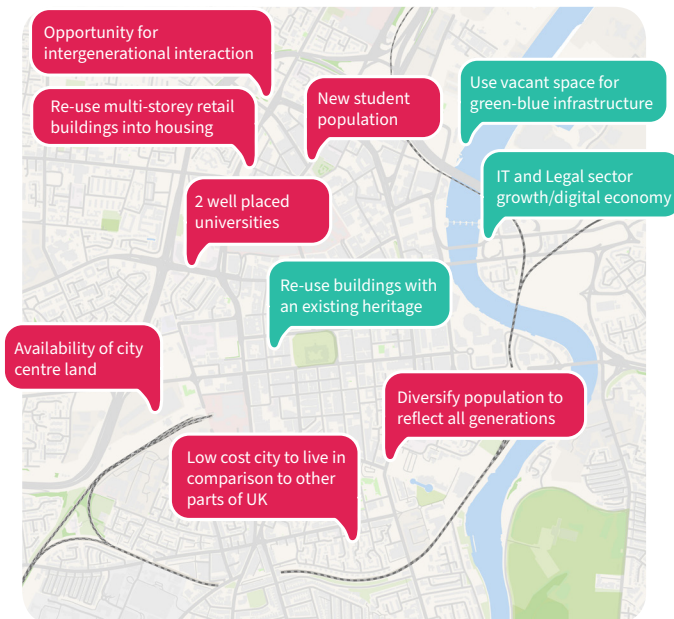 Opportunity for
intergenerational interaction
Re-use multi-storey retail
buildings into housing
New student
population
Use vacant space for
green-blue infrastructure
2 well placed
universities
IT and Legal sector
growth/digital economy
Re-use buildings with
an existing heritage
Availability of city
centre land
Diversify population to
reflect all generations
Low cost city to live in
comparison to other
parts of UK